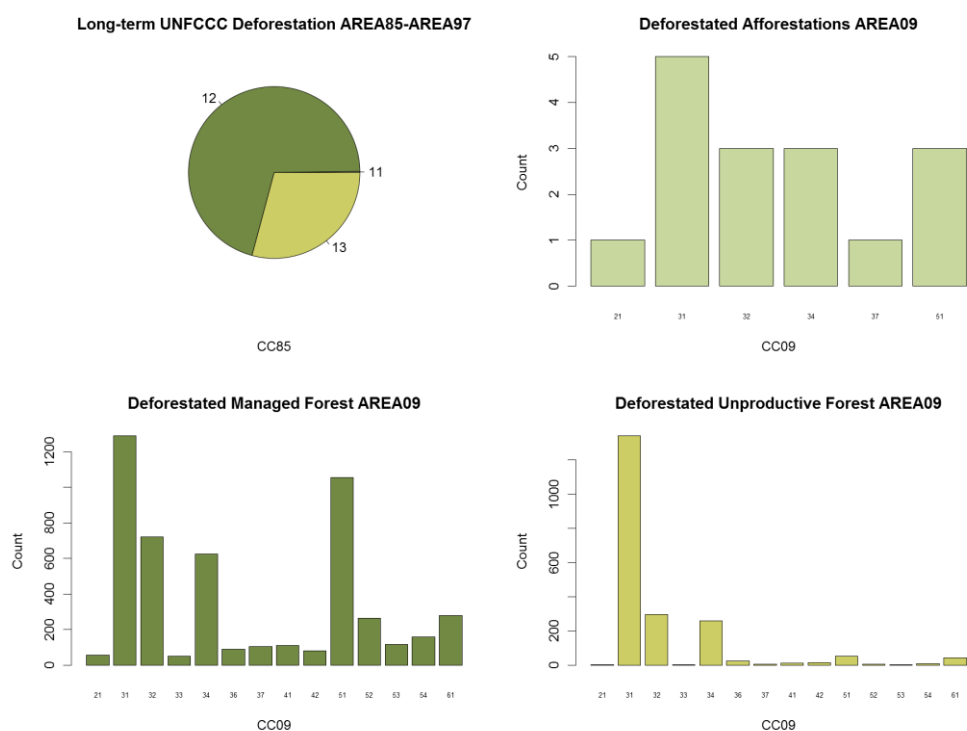 Long-term UNFCCC Deforestation AREA85-AREA97
12
11
13
CC85
Deforestated Afforestations AREA09
Count
5
4
3
2
1
0
21 31 32 34 37 61
CC09
Deforestated Managed Forest AREA09
Count
1200
800
600
400
200
0
21 31 32 33 34 36 37 41 42 51 52 53 54 61
CC09
Deforestated Unproductive Forest AREA09
Count
1000
600
200
0
21 31 32 33 34 36 37 41 42 51 52 53 54 61
CC09